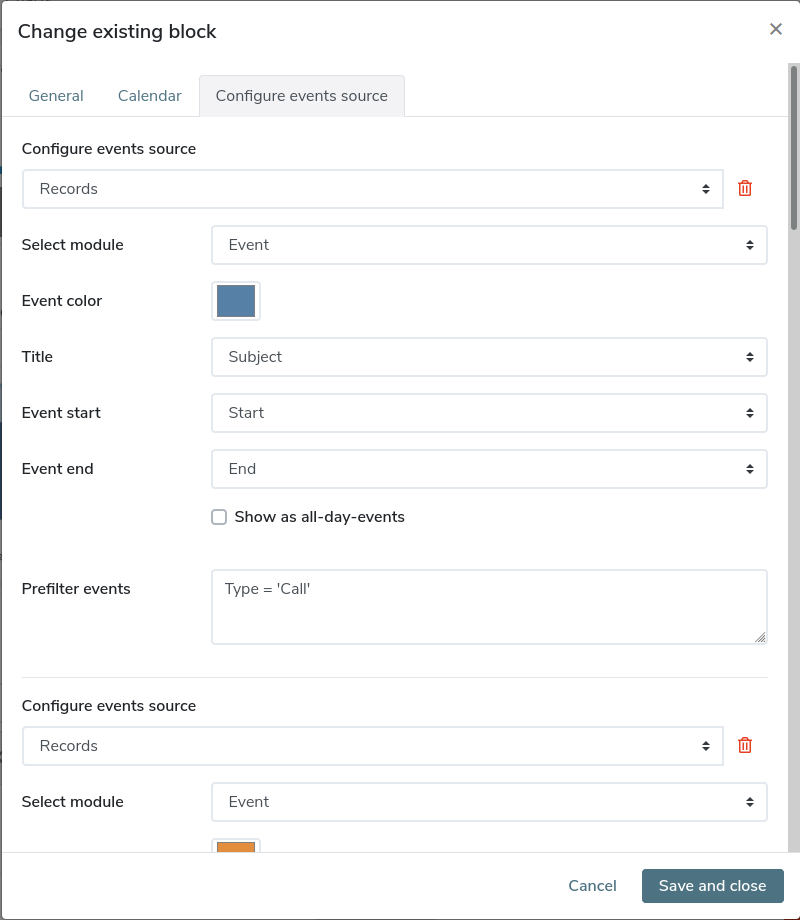 Change existing block
General Calendar Configure events source
Configure events source
Records
Select module Event
Event color
Title Subject
Event start Start
Event end End
Show as all-day-events
Prefilter events Type = 'Call'
Configure events source
Records
Select module Event
Cancel Save and close